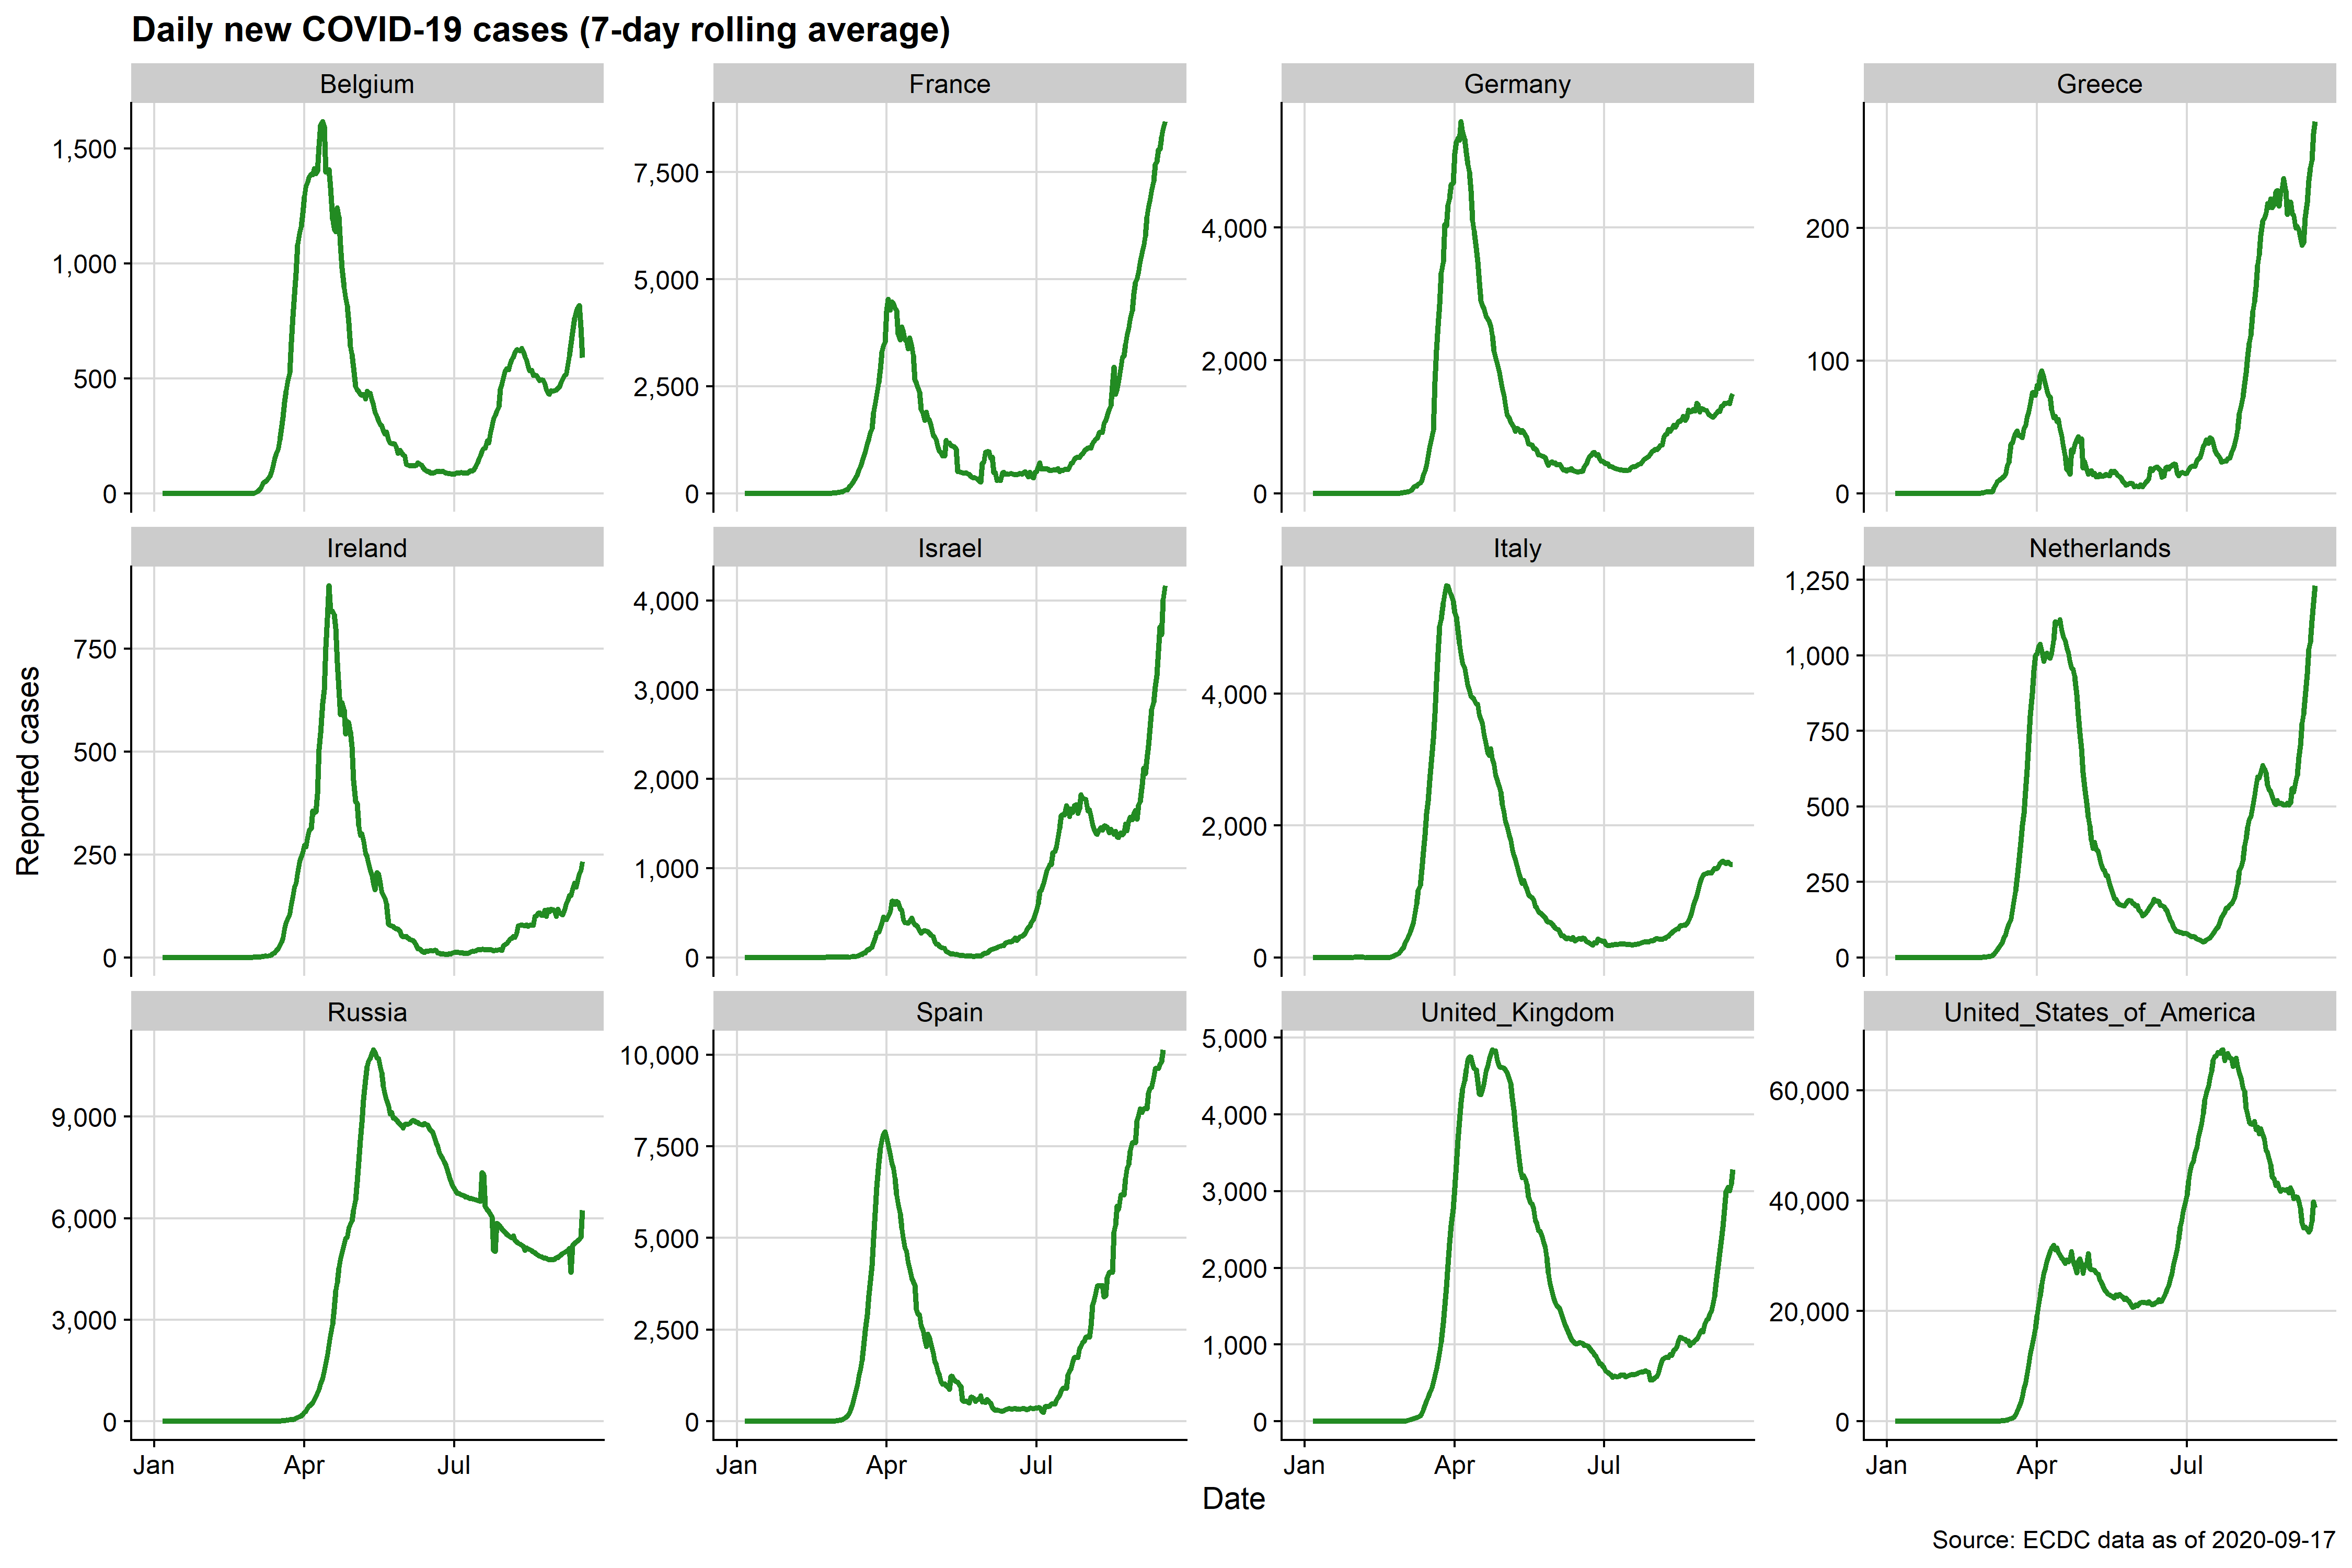 Daily new COVID-19 cases (7-day rolling average)
Belgium
France
Germany
Greece
1,500
1,000
500
0
7,500
5,000
2,500
0
4,000
2,000
0
200
100
0
Ireland
Israel
Italy
Netherlands
750
500
250
0
4,000
3,000
2,000
1,000
0
4,000
2,000
0
1,250
1,000
750
500
250
0
Russia
Spain
United_Kingdom
United_States_of_America
9,000
6,000
3,000
0
10,000
7,500
5,000
2,500
0
5,000
4,000
3,000
2,000
1,000
0
60,000
40,000
20,000
0
Jan Apr Jul
Jan Apr Jul
Jan Apr Jul
Jan Apr Jul
Reported cases
Date
Source: ECDC data as of 2020-09-17